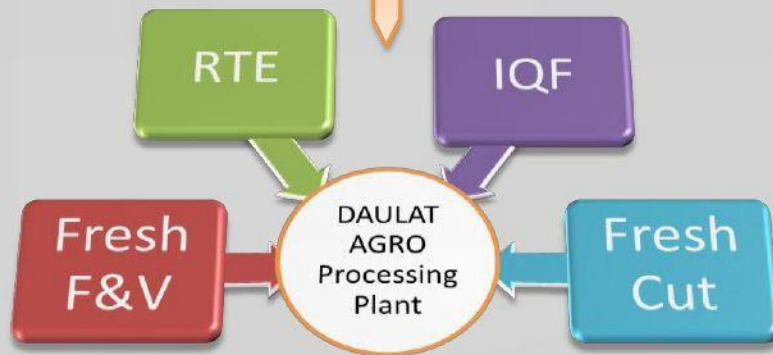 RTE
IQF
Fresh
F&V
DAULAT
AGRO
Processing
Plant
Fresh
Cut